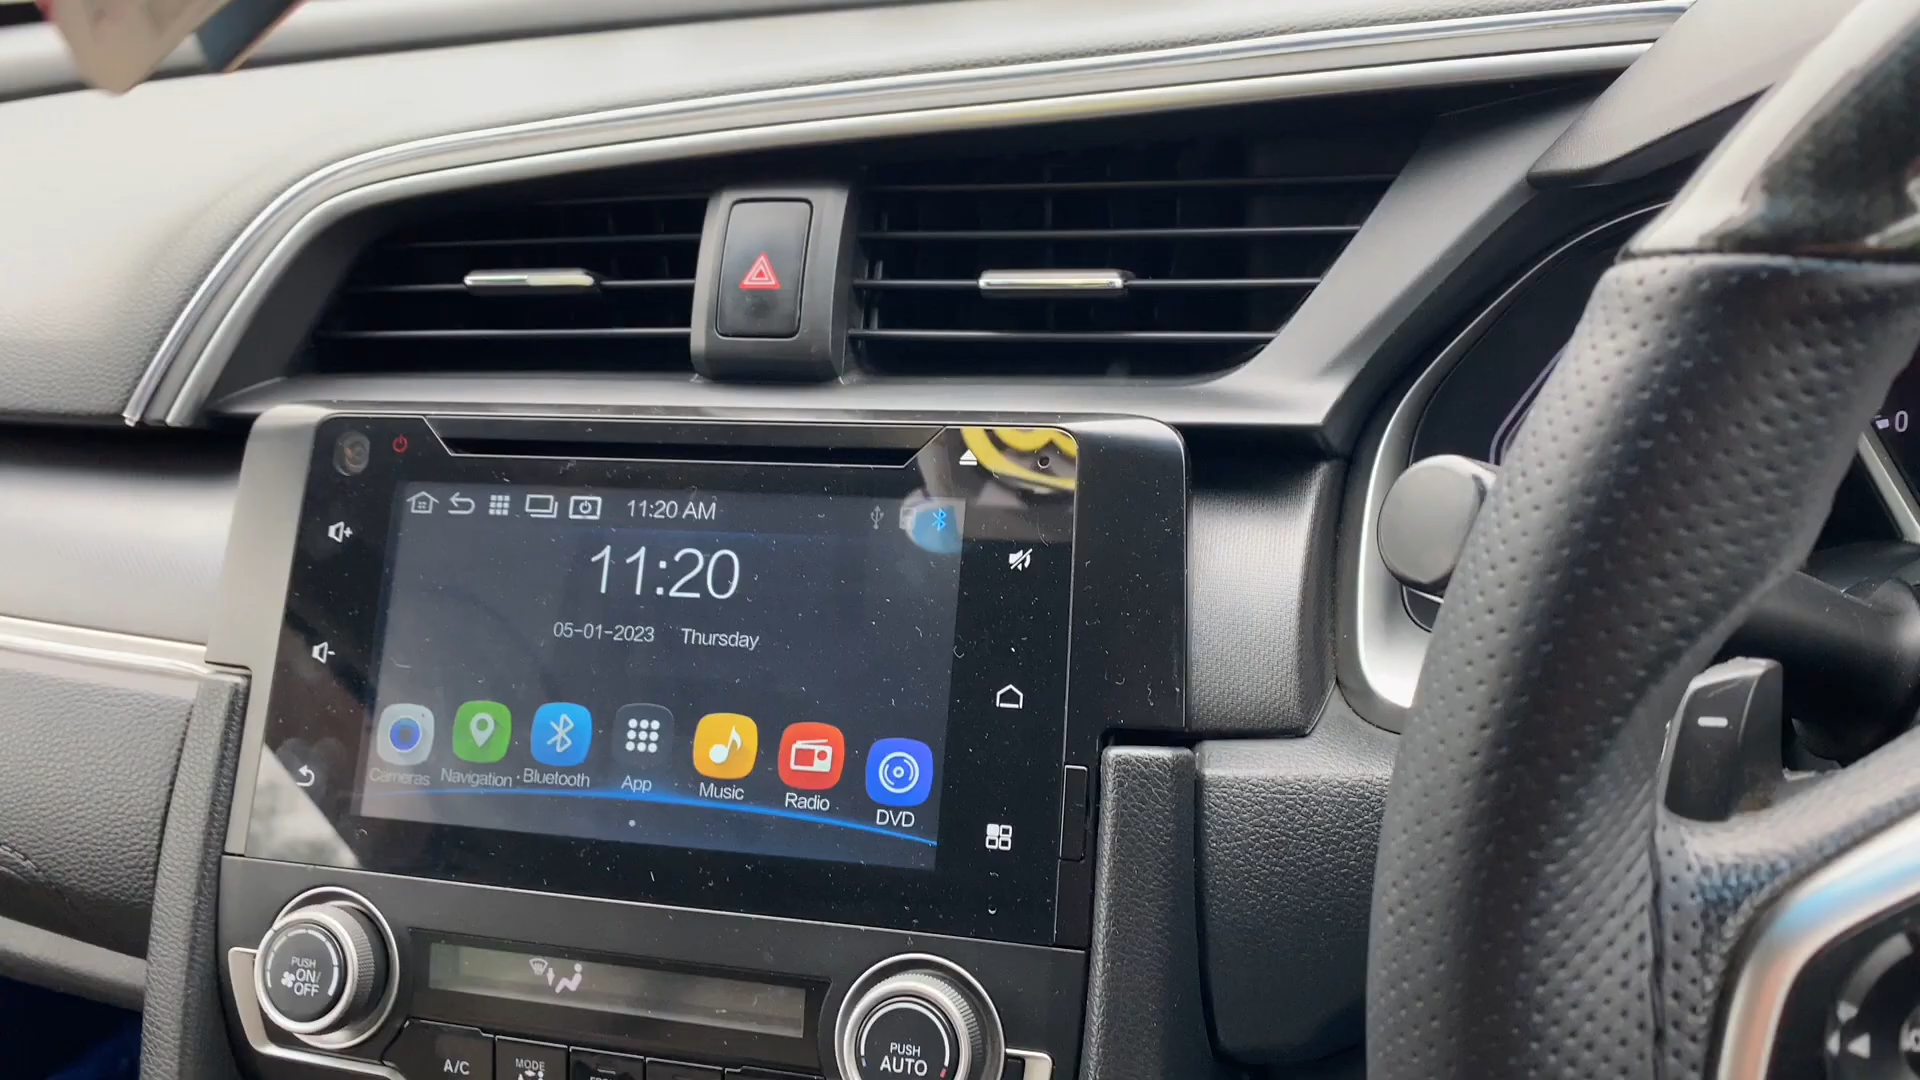 11:20 AM
11:20
05-01-2023 Thursday
Cameras Navigation Bluetooth App Music Radio DVD
0
PUSH
ON/
OFF
PUSH
AUTO
A/C
MODE